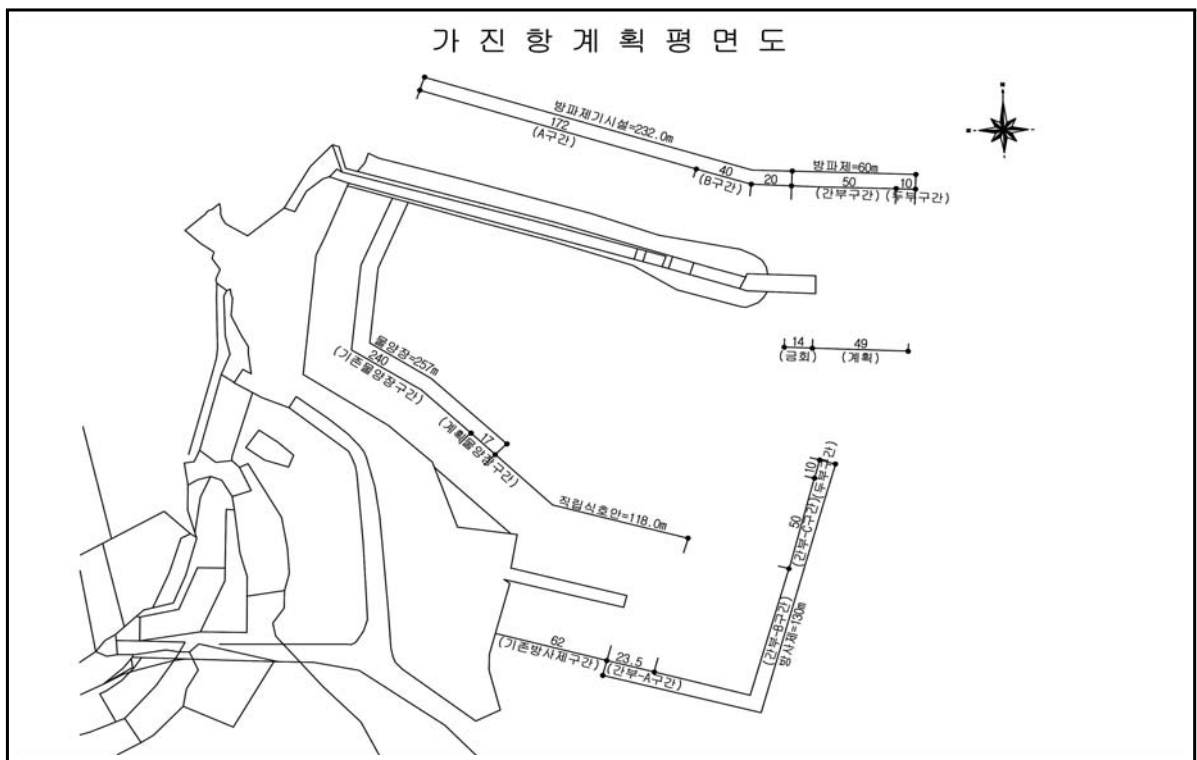 가 진 항 계 획 평 면 도
방파제기시설=232.0m
172
(A구간)
40
(B구간)
20
방파제=60m
50
(간부구간)
10
(두부구간)
14
(금회)
49
(계획)
물양장=257m
240
(기존물양장구간)
17
(계획물양장구간)
직립식호안=118.0m
10
(두부구간)
50
(간부-C구간)
(간부-B구간)
방사제=130m
62
(기존방사제구간)
23.5
(간부-A구간)